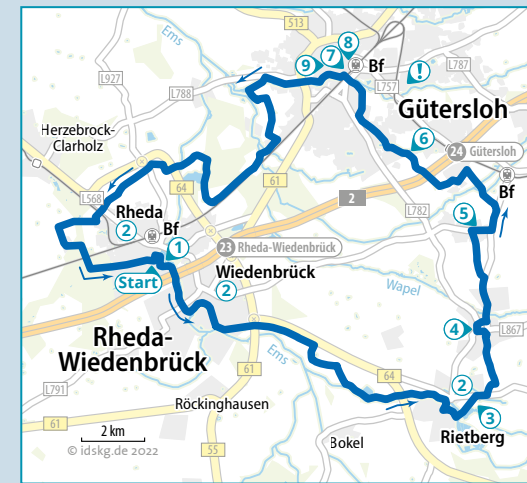 513
Ems
8
7
9
Bf
!
L787
L927
L788
L757
Gütersloh
Herzebrock-
Clarholz
6
24 Gütersloh
64
61
Bf
L568
2
L782
Rheda
2
Bf
5
1
23 Rheda-Wiedenbrück
Start
Wiedenbrück
2
Wapel
Rheda-
Wiedenbrück
4
L867
Ems
64
2
L791
Röckinghausen
3
61
61
Rietberg
2 km
Bokel
55
© idskg.de 2022